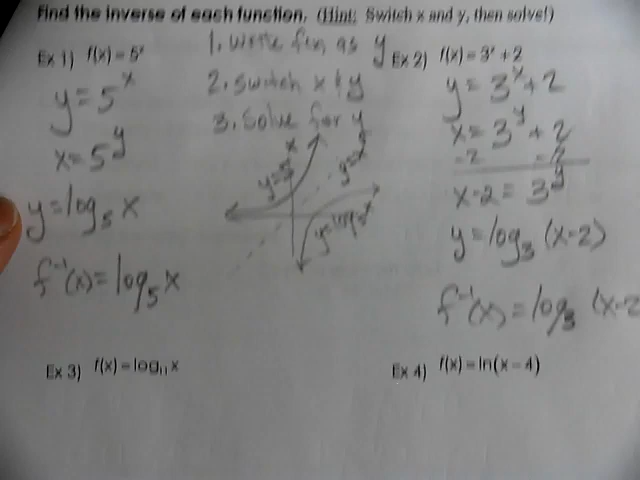 Find the inverse of each function. (Hint: Switch x and y, then solve!)
Ex 1) f(x) = 5ˣ
y = 5ˣ
x = 5ʸ
y = log₅ x
f⁻¹(x) = log₅ x
1. Write f'n as y
2. Switch x & y
3. Solve for y
y = 5ˣ
y = x
y = log₅ x
Ex 2) f(x) = 3ˣ + 2
y = 3ˣ + 2
x = 3ʸ + 2
-2 -2
x - 2 = 3ʸ
y = log₃ (x-2)
f⁻¹(x) = log₃ (x-2
Ex 3) f(x) = log₁₁ x
Ex 4) f(x) = ln(x – 4)